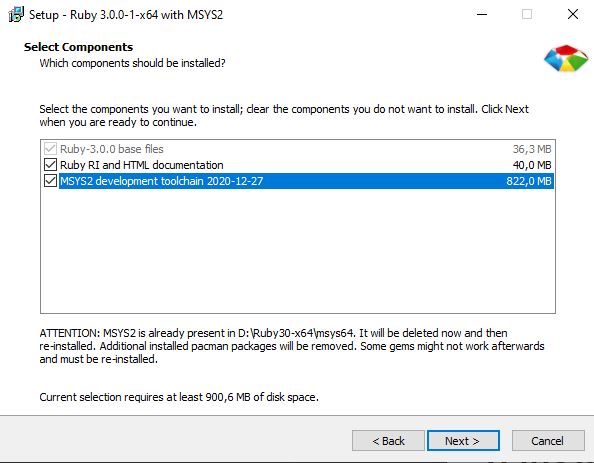 Setup - Ruby 3.0.0-1-x64 with MSYS2
Select Components
Which components should be installed?
Select the components you want to install; clear the components you do not want to install. Click Next
when you are ready to continue.
Ruby-3.0.0 base files 36,3 MB
Ruby RI and HTML documentation 40,0 MB
MSYS2 development toolchain 2020-12-27 822,0 MB
ATTENTION: MSYS2 is already present in D:\Ruby30-x64\msys64. It will be deleted now and then
re-installed. Additional installed pacman packages will be removed. Some gems might not work afterwards
and must be re-installed.
Current selection requires at least 900,6 MB of disk space.
< Back Next > Cancel